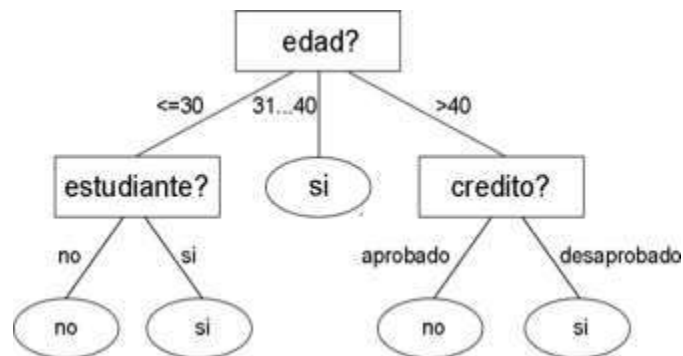 edad?
<=30
31...40
>40
estudiante?
si
credito?
no
si
aprobado
desaprobado
no
si
no
si